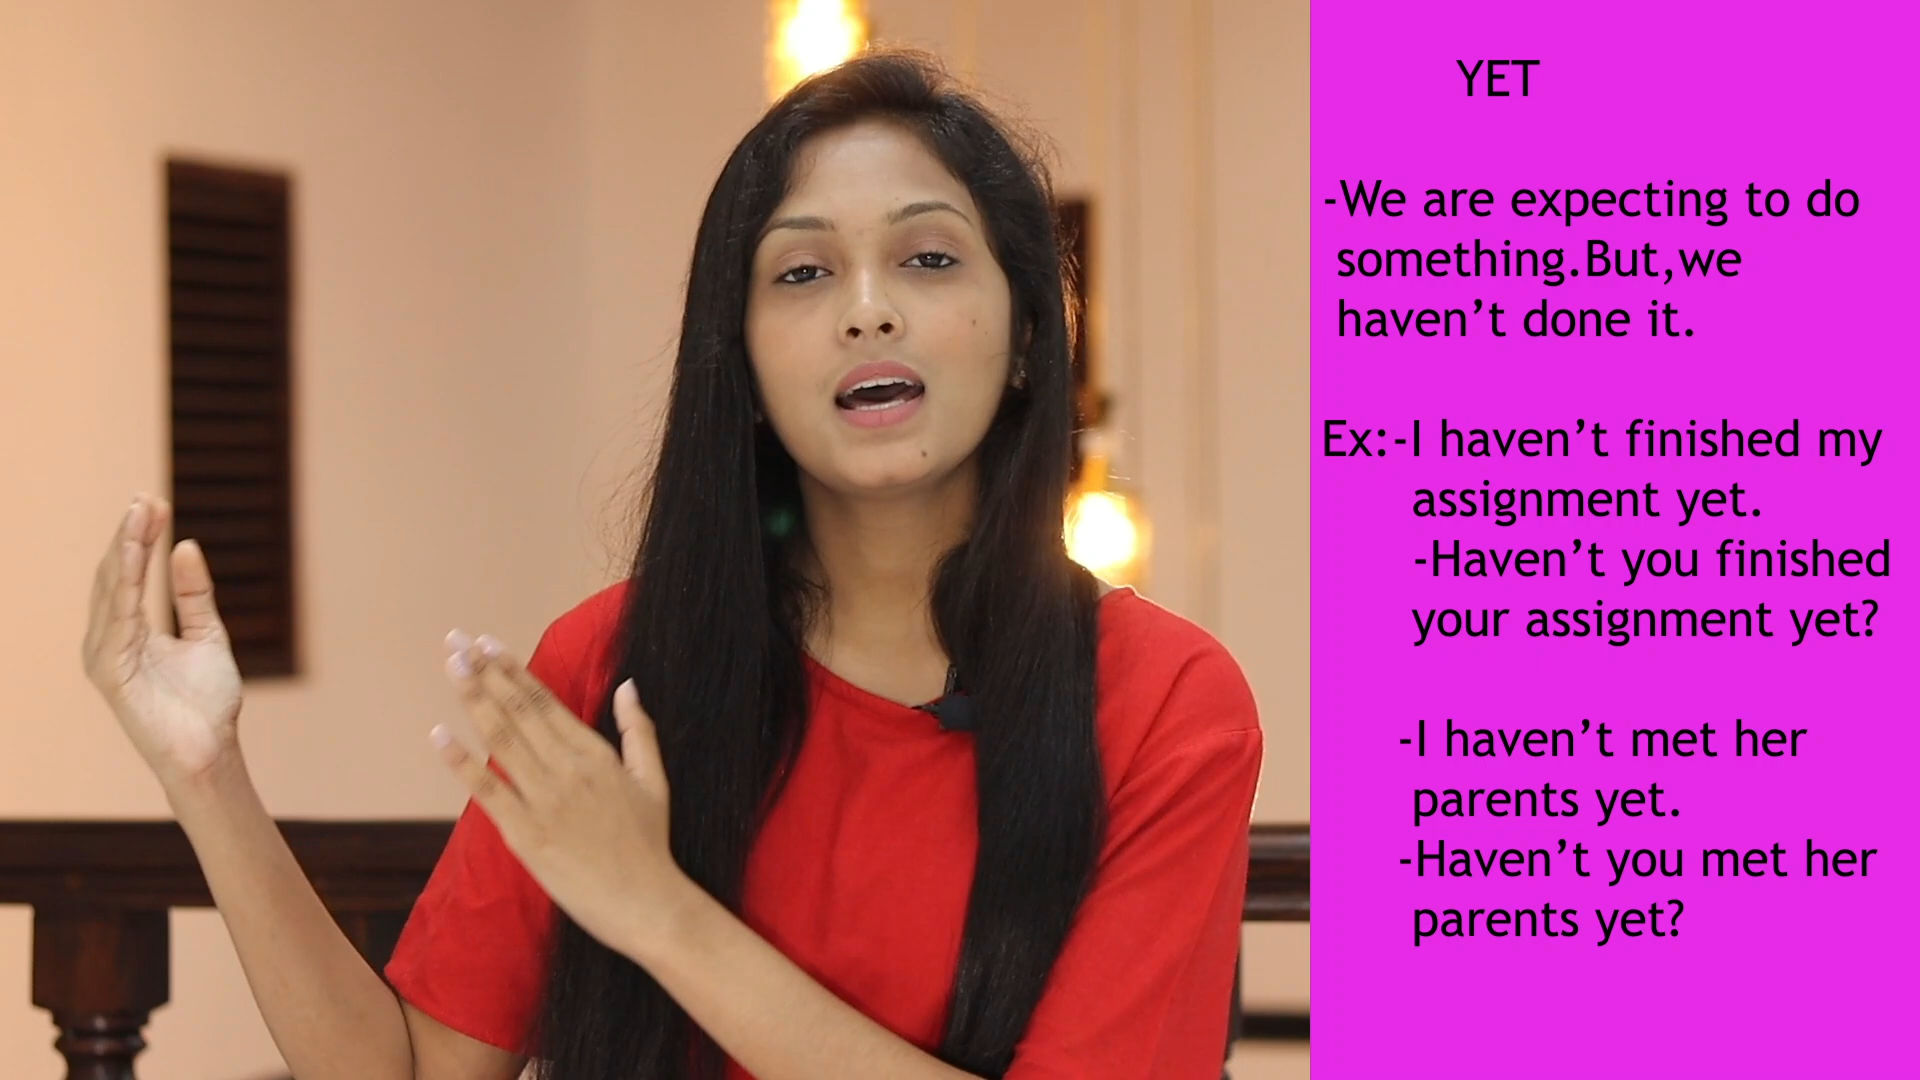 YET
-We are expecting to do
something.But,we
haven’t done it.
Ex:-I haven’t finished my
assignment yet.
-Haven’t you finished
your assignment yet?
-I haven’t met her
parents yet.
-Haven’t you met her
parents yet?